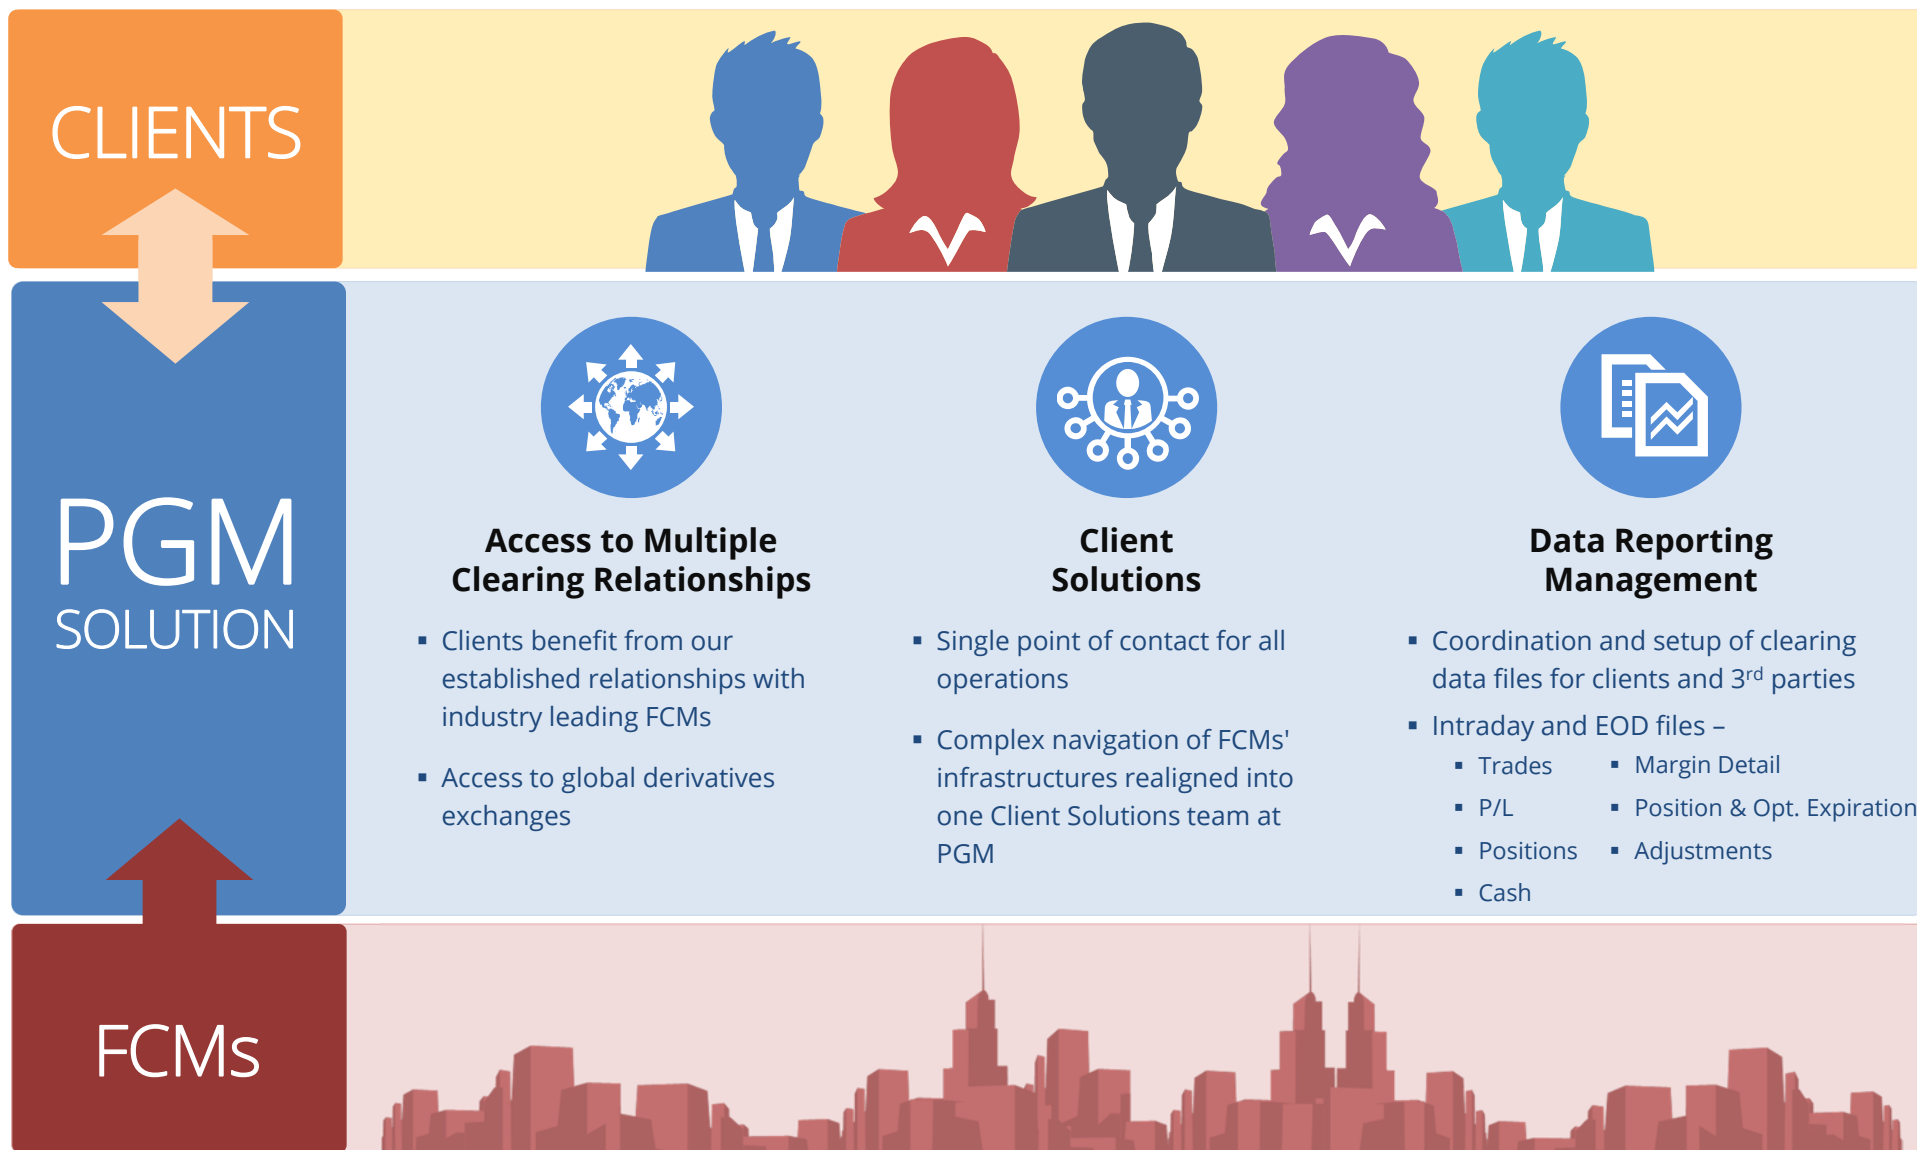 CLIENTS
PGM
SOLUTION
Access to Multiple
Clearing Relationships
▪ Clients benefit from our
established relationships with
industry leading FCMs
▪ Access to global derivatives
exchanges
Client
Solutions
▪ Single point of contact for all
operations
▪ Complex navigation of FCMs'
infrastructures realigned into
one Client Solutions team at
PGM
Data Reporting
Management
▪ Coordination and setup of clearing
data files for clients and 3rd parties
▪ Intraday and EOD files –
▪ Trades
▪ P/L
▪ Positions
▪ Cash
▪ Margin Detail
▪ Position & Opt. Expiration
▪ Adjustments
FCMs